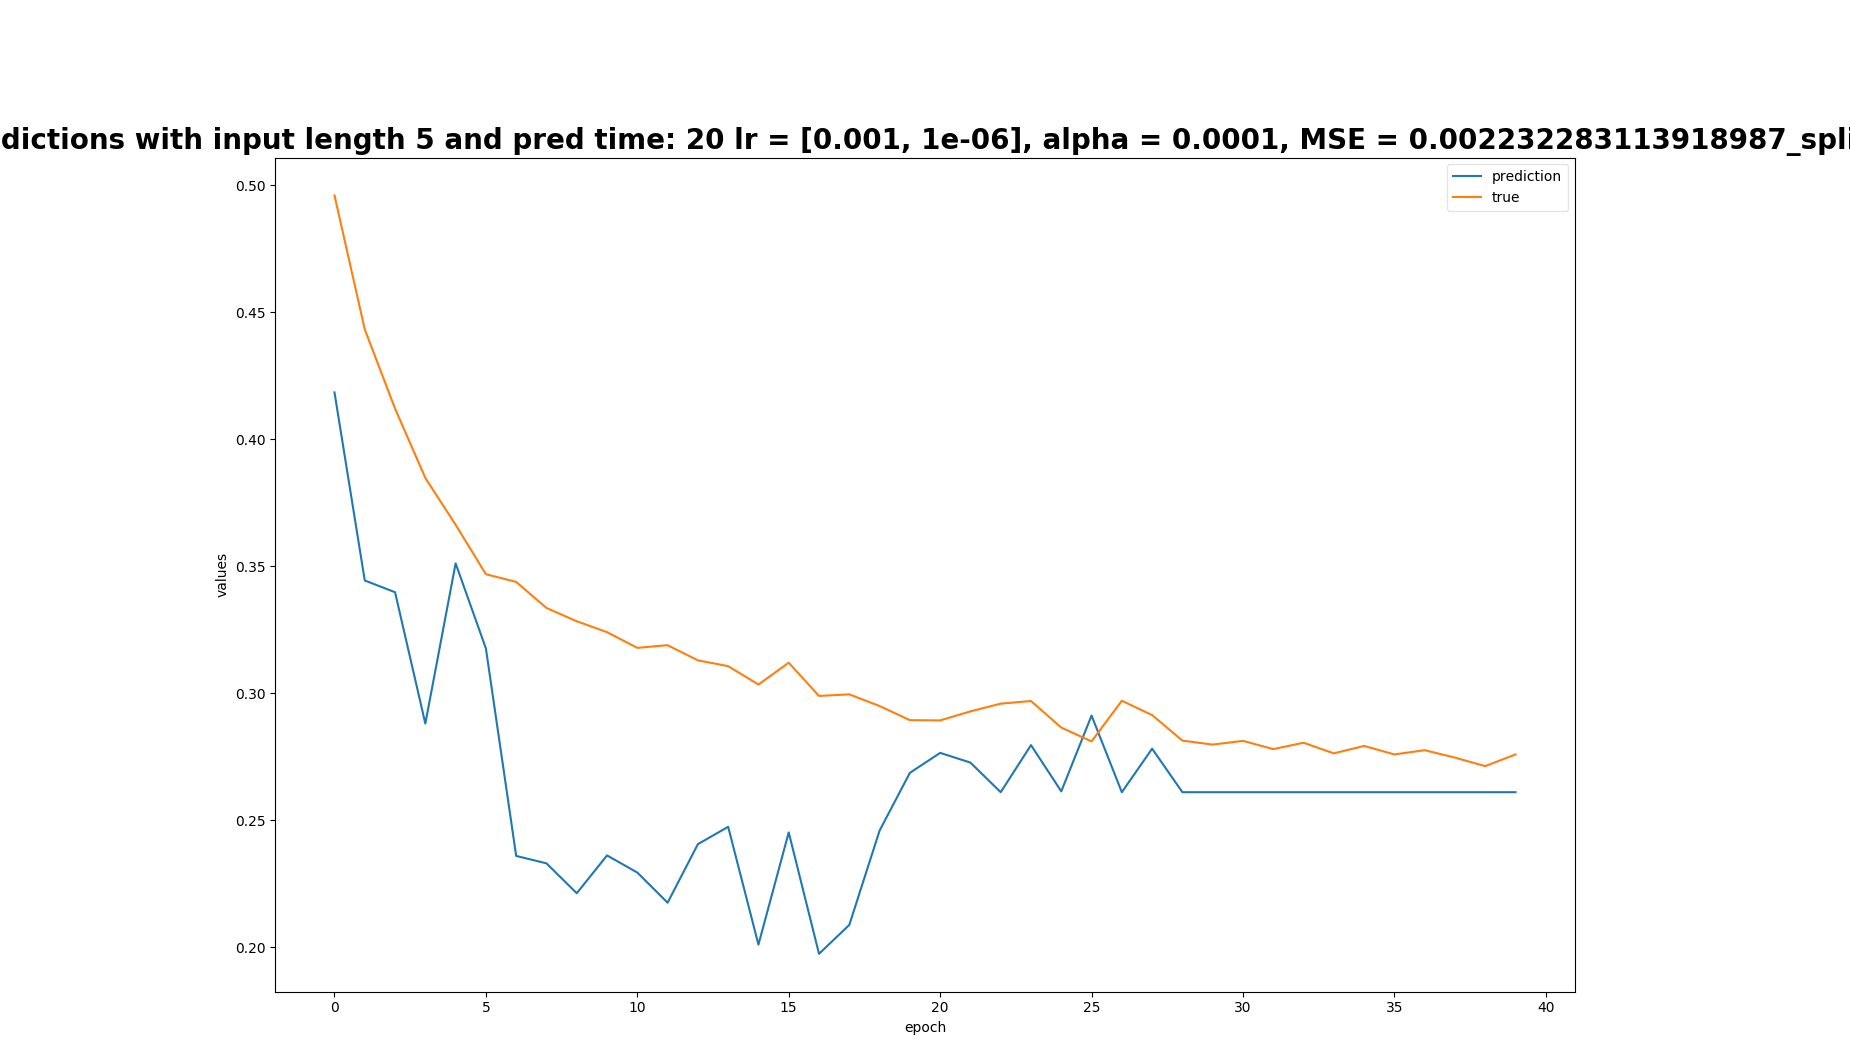 dictions with input length 5 and pred time: 20 lr = [0.001, 1e-06], alpha = 0.0001, MSE = 0.002232283113918987_spli
prediction
true
0.50
0.45
0.40
0.35
0.30
0.25
0.20
values
0 5 10 15 20 25 30 35 40
epoch